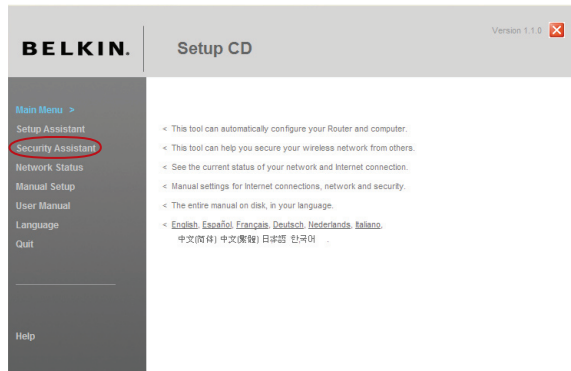 Version 1.1.0
BELKIN.
Setup CD
Main Menu >
Setup Assistant
< This tool can automatically configure your Router and computer.
Security Assistant
< This tool can help you secure your wireless network from others.
Network Status
< See the current status of your network and Internet connection.
Manual Setup
< Manual settings for Internet connections, network and security.
User Manual
< The entire manual on disk, in your language.
Language
< English, Español, Français, Deutsch, Nederlands, Italiano,
中文(简体) 中文(繁體) 日本語 한국어
Quit
Help